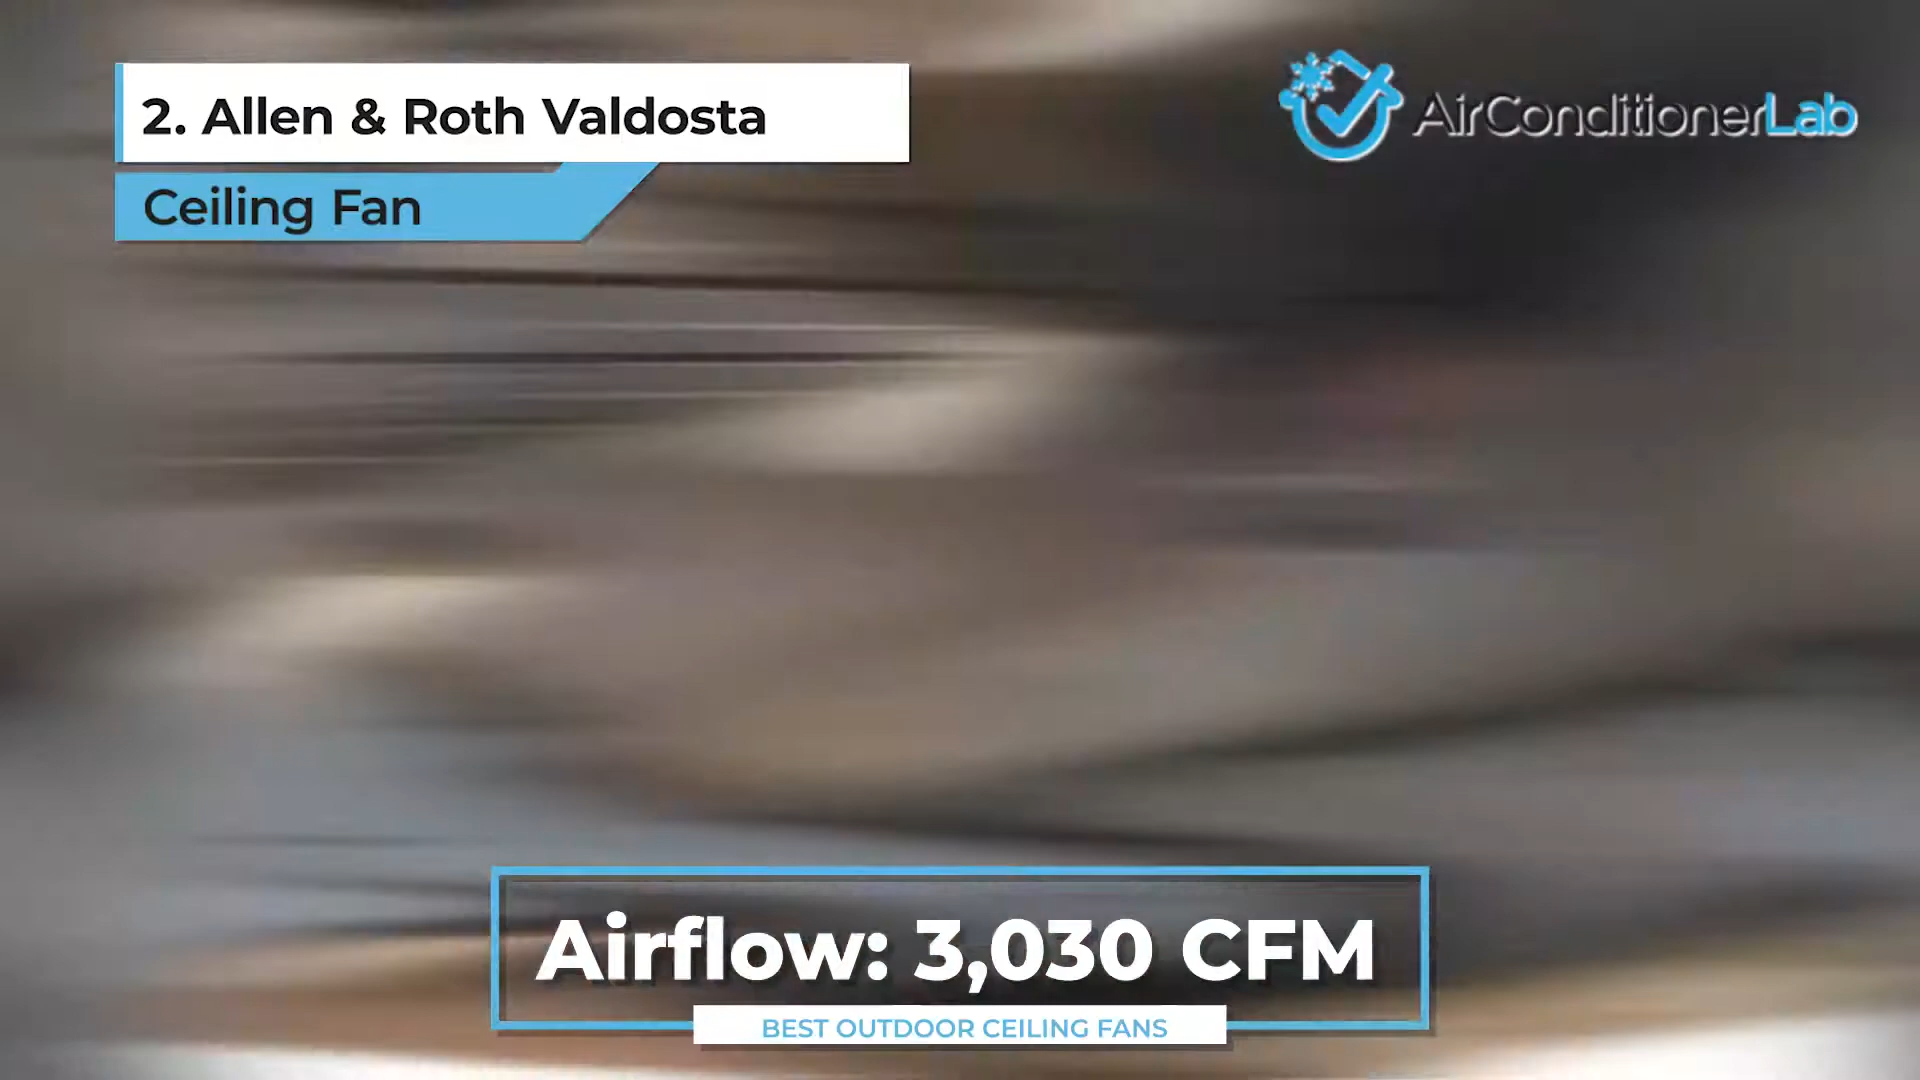 2. Allen & Roth Valdosta
Ceiling Fan
AirConditionerLab
Airflow: 3,030 CFM
BEST OUTDOOR CEILING FANS